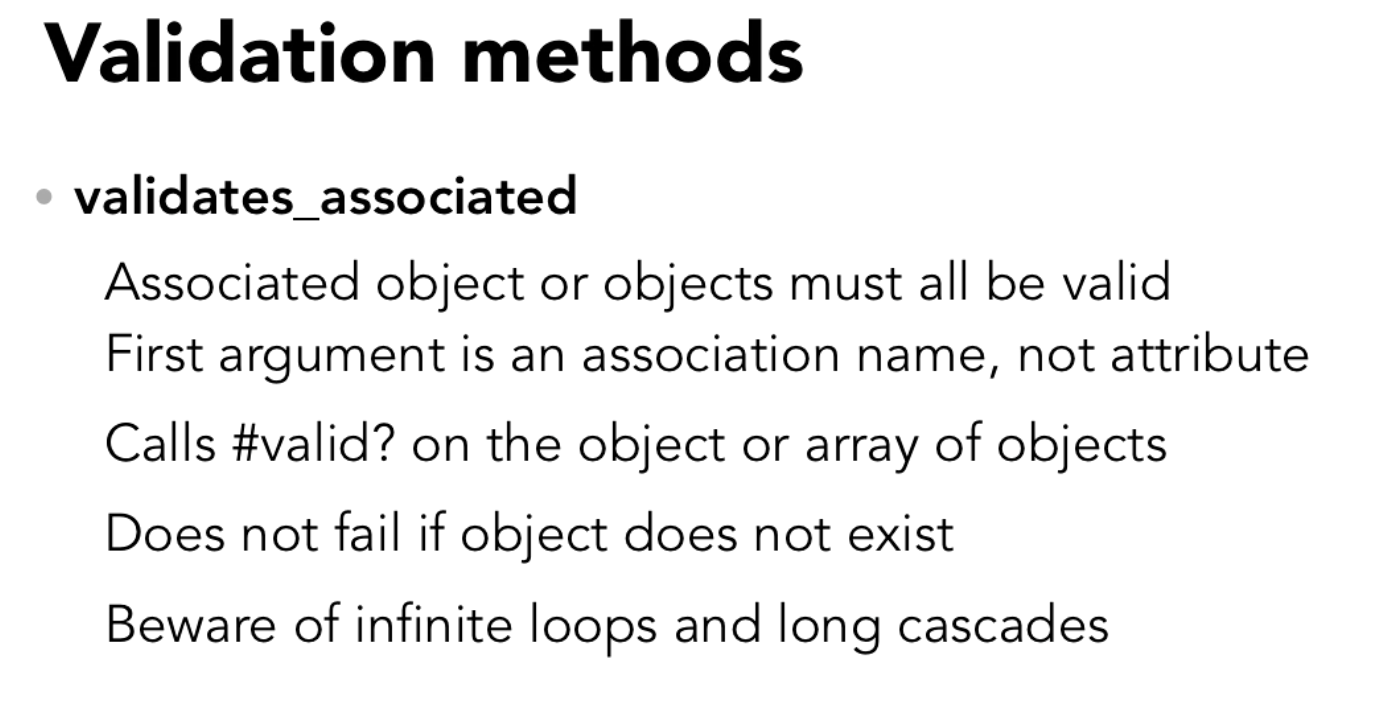 Validation methods
• validates_associated
Associated object or objects must all be valid
First argument is an association name, not attribute
Calls #valid? on the object or array of objects
Does not fail if object does not exist
Beware of infinite loops and long cascades